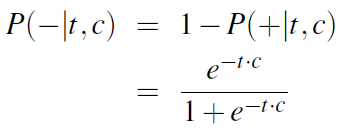 P(−|t,c) = 1 − P(+|t,c)
= e^{−t·c} / (1 + e^{−t·c})